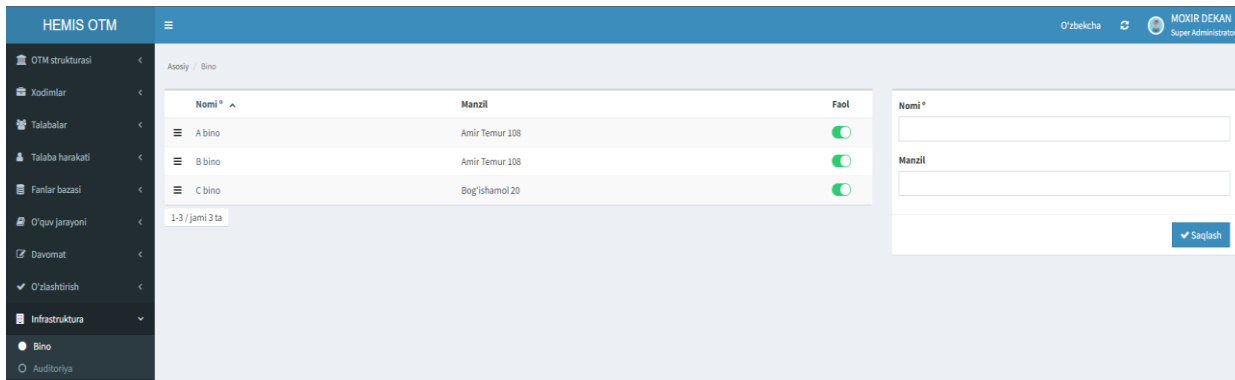 HEMIS OTM
O'zbekcha
MOXIR DEKAN
Super Administrator
OTM strukturasi
Xodimlar
Talabalar
Talaba harakati
Fanlar bazasi
O'quv jarayoni
Davomat
O'zlashtirish
Infrastruktura
Bino
Auditoriya
Asosiy / Bino
Nomi º Manzil Faol
A bino Amir Temur 108
B bino Amir Temur 108
C bino Bog'ishamol 20
1-3 / jami 3 ta
Nomi º
Manzil
Saqlash